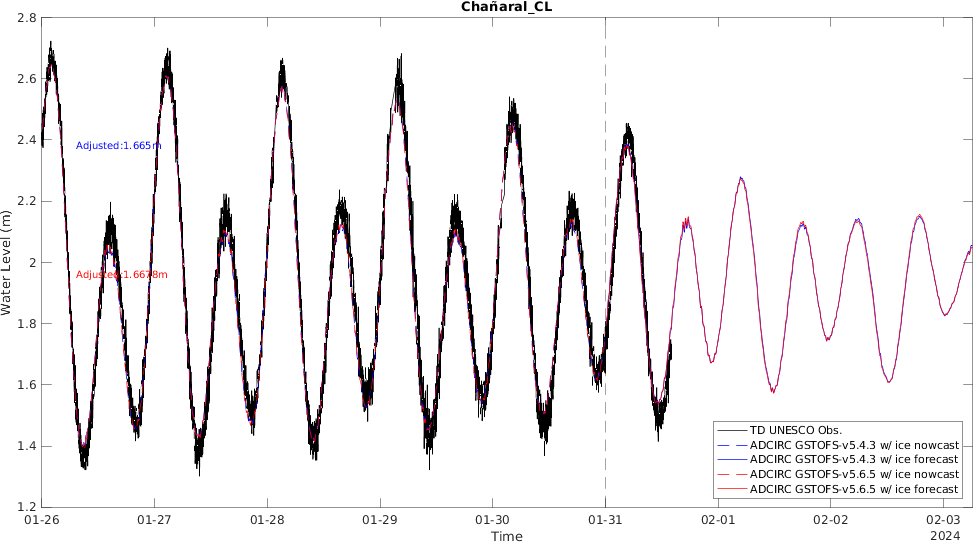 Chañaral_CL
2.8
2.6
2.4
2.2
2
1.8
1.6
1.4
1.2
Water Level (m)
Adjusted:1.665m
Adjusted:1.6678m
TD UNESCO Obs.
ADCIRC GSTOFS-v5.4.3 w/ ice nowcast
ADCIRC GSTOFS-v5.4.3 w/ ice forecast
ADCIRC GSTOFS-v5.6.5 w/ ice nowcast
ADCIRC GSTOFS-v5.6.5 w/ ice forecast
01-26 01-27 01-28 01-29 01-30 01-31 02-01 02-02 02-03
Time
2024